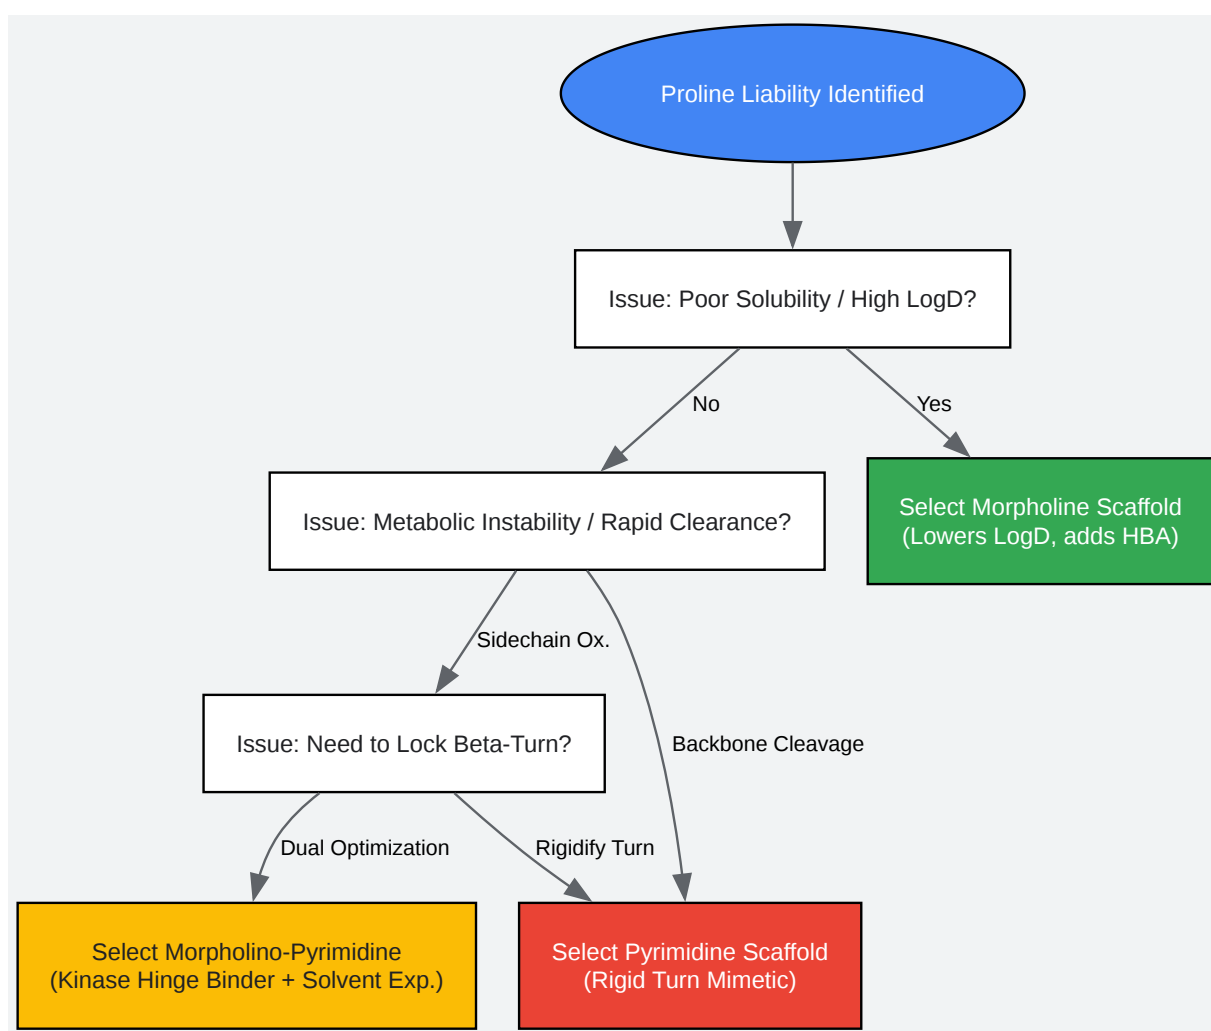 Proline Liability Identified
Issue: Poor Solubility / High LogD?
No
Yes
Select Morpholine Scaffold
(Lowers LogD, adds HBA)
Issue: Metabolic Instability / Rapid Clearance?
Sidechain Ox.
Backbone Cleavage
Issue: Need to Lock Beta-Turn?
Dual Optimization
Rigidify Turn
Select Morpholino-Pyrimidine
(Kinase Hinge Binder + Solvent Exp.)
Select Pyrimidine Scaffold
(Rigid Turn Mimetic)